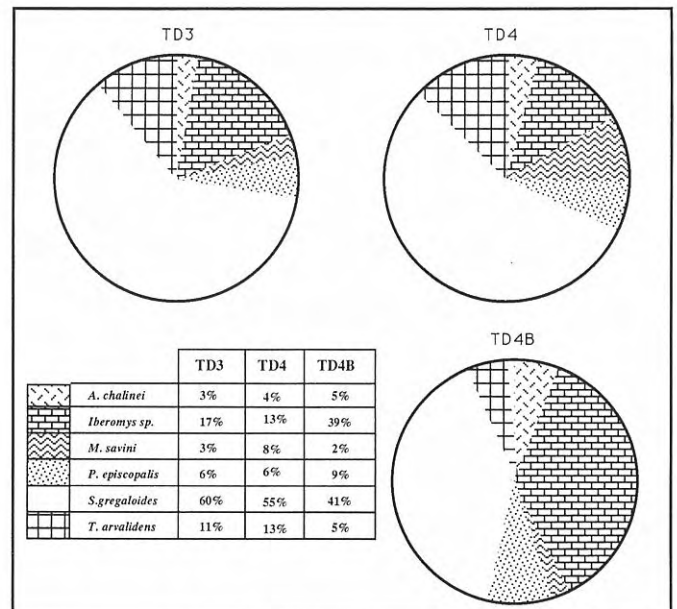 TD3
TD4
TD4B
TD3 TD4 TD4B
A. chalinei 3% 4% 5%
Iberomys sp. 17% 13% 39%
M. savini 3% 8% 2%
P. episcopalis 6% 6% 9%
S.gregaloides 60% 55% 41%
T. arvalidens 11% 13% 5%